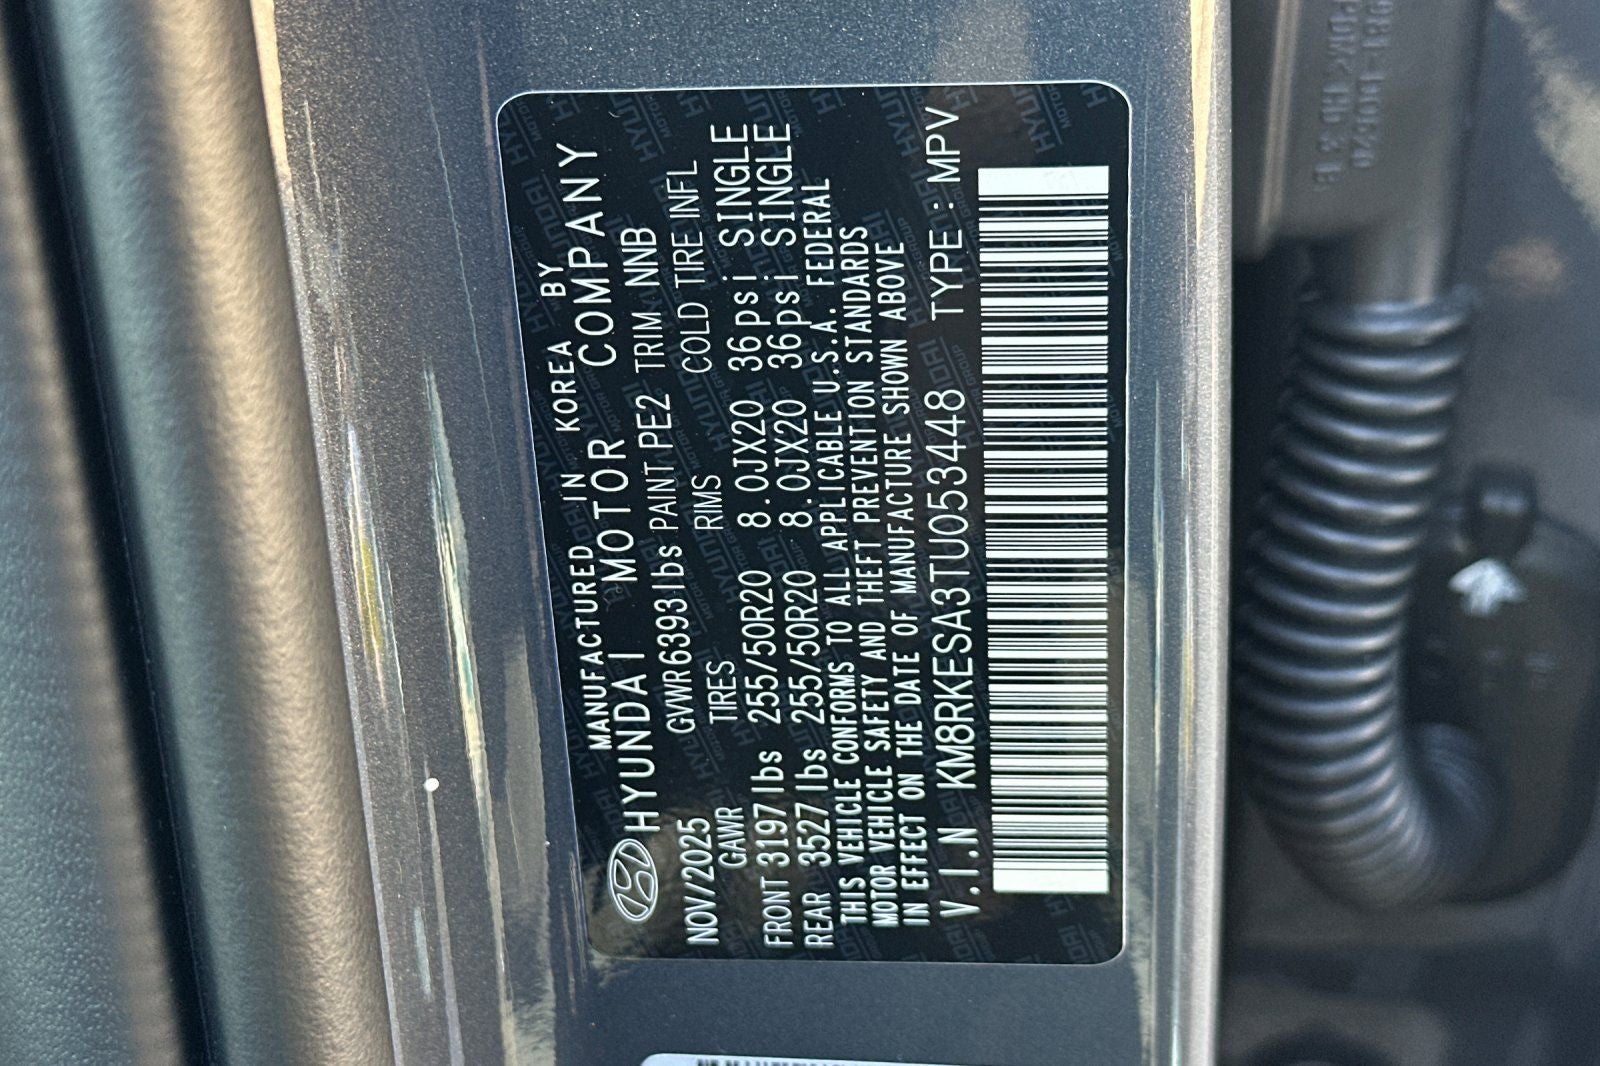 MANUFACTURED IN KOREA BY
HYUNDAI MOTOR COMPANY
NOV/2025 GVWR 6393lbs PAINT PE2 TRIM NNB
GAWR TIRES RIMS COLD TIRE INFL
FRONT 3197 lbs 255/50R20 8.0JX20 36psi SINGLE
REAR 3527 lbs 255/50R20 8.0JX20 36psi SINGLE
THIS VEHICLE CONFORMS TO ALL APPLICABLE U.S.A. FEDERAL
MOTOR VEHICLE SAFETY AND THEFT PREVENTION STANDARDS
IN EFFECT ON THE DATE OF MANUFACTURE SHOWN ABOVE
V.I.N KM8RKESA3TU053448 TYPE : MPV